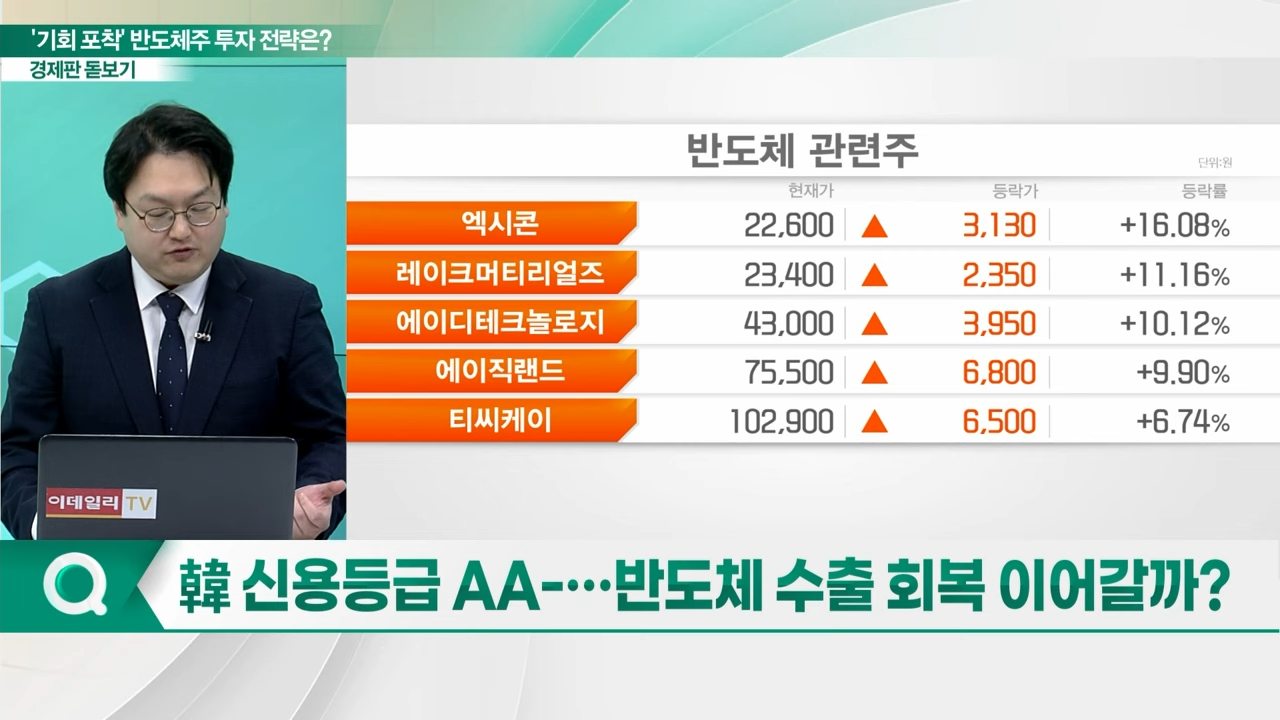 '기회 포착' 반도체주 투자 전략은?
경제판 돋보기
반도체 관련주
단위:원
현재가 등락가 등락률
엑시콘 22,600 ▲ 3,130 +16.08%
레이크머티리얼즈 23,400 ▲ 2,350 +11.16%
에이디테크놀로지 43,000 ▲ 3,950 +10.12%
에이직랜드 75,500 ▲ 6,800 +9.90%
티씨케이 102,900 ▲ 6,500 +6.74%
이데일리 TV
韓 신용등급 AA-…반도체 수출 회복 이어갈까?